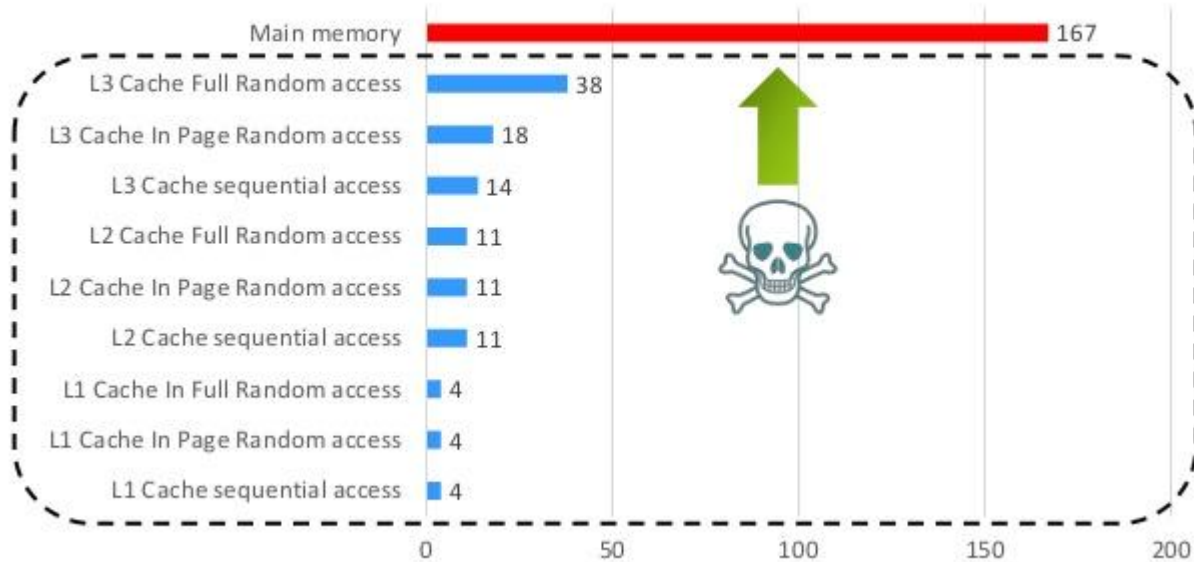 Main memory 167
L3 Cache Full Random access 38
L3 Cache In Page Random access 18
L3 Cache sequential access 14
L2 Cache Full Random access 11
L2 Cache In Page Random access 11
L2 Cache sequential access 11
L1 Cache In Full Random access 4
L1 Cache In Page Random access 4
L1 Cache sequential access 4
0 50 100 150 200